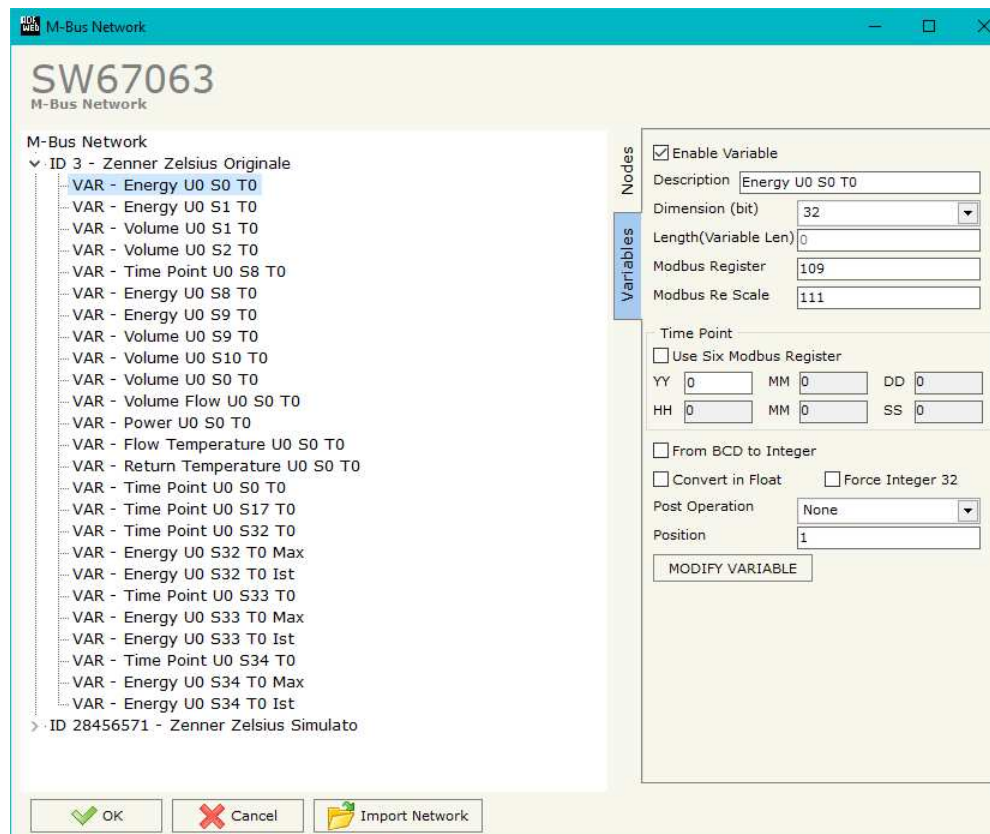 ADF WEB M-Bus Network
SW67063
M-Bus Network
M-Bus Network
ID 3 - Zenner Zelsius Originale
VAR - Energy U0 S0 T0
VAR - Energy U0 S1 T0
VAR - Volume U0 S1 T0
VAR - Volume U0 S2 T0
VAR - Time Point U0 S8 T0
VAR - Energy U0 S8 T0
VAR - Energy U0 S9 T0
VAR - Volume U0 S9 T0
VAR - Volume U0 S10 T0
VAR - Volume U0 S0 T0
VAR - Volume Flow U0 S0 T0
VAR - Power U0 S0 T0
VAR - Flow Temperature U0 S0 T0
VAR - Return Temperature U0 S0 T0
VAR - Time Point U0 S0 T0
VAR - Time Point U0 S17 T0
VAR - Time Point U0 S32 T0
VAR - Energy U0 S32 T0 Max
VAR - Energy U0 S32 T0 Ist
VAR - Time Point U0 S33 T0
VAR - Energy U0 S33 T0 Max
VAR - Energy U0 S33 T0 Ist
VAR - Time Point U0 S34 T0
VAR - Energy U0 S34 T0 Max
VAR - Energy U0 S34 T0 Ist
ID 28456571 - Zenner Zelsius Simulato
Nodes
Variables
Enable Variable
Description Energy U0 S0 T0
Dimension (bit) 32
Length(Variable Len) 0
Modbus Register 109
Modbus Re Scale 111
Time Point
Use Six Modbus Register
YY 0 MM 0 DD 0
HH 0 MM 0 SS 0
From BCD to Integer
Convert in Float Force Integer 32
Post Operation None
Position 1
MODIFY VARIABLE
OK Cancel Import Network